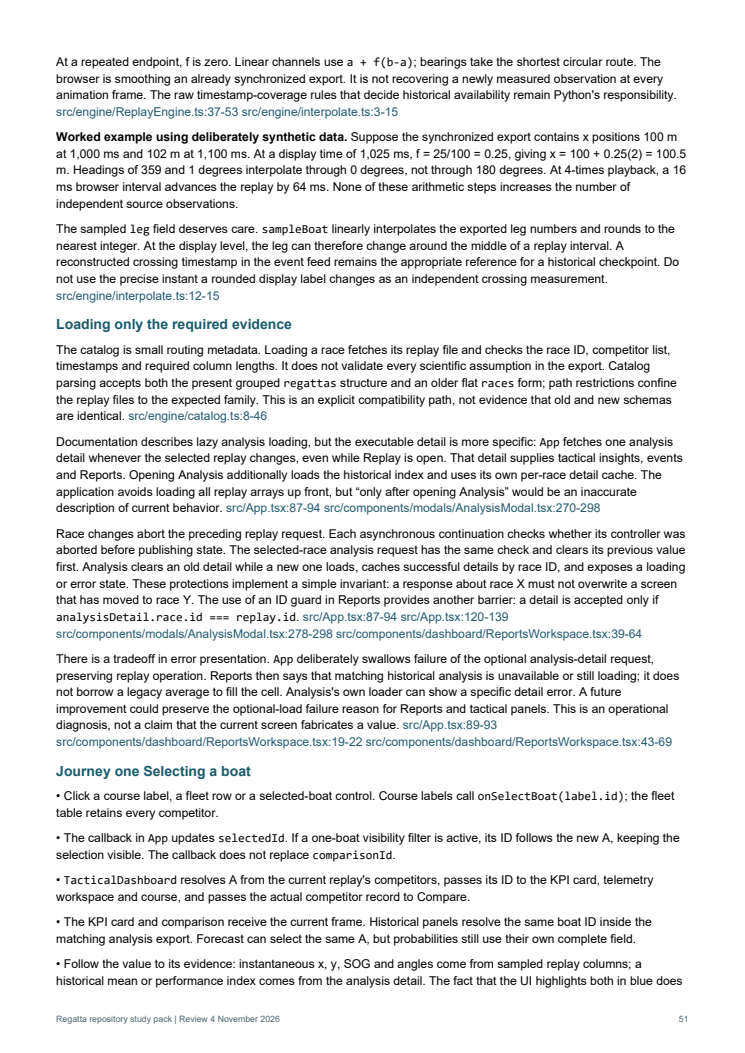 At a repeated endpoint, f is zero. Linear channels use a + f(b-a); bearings take the shortest circular route. The
browser is smoothing an already synchronized export. It is not recovering a newly measured observation at every
animation frame. The raw timestamp-coverage rules that decide historical availability remain Python's responsibility.
src/engine/ReplayEngine.ts:37-53 src/engine/interpolate.ts:3-15
Worked example using deliberately synthetic data. Suppose the synchronized export contains x positions 100 m
at 1,000 ms and 102 m at 1,100 ms. At a display time of 1,025 ms, f = 25/100 = 0.25, giving x = 100 + 0.25(2) = 100.5
m. Headings of 359 and 1 degrees interpolate through 0 degrees, not through 180 degrees. At 4-times playback, a 16
ms browser interval advances the replay by 64 ms. None of these arithmetic steps increases the number of
independent source observations.
The sampled leg field deserves care. sampleBoat linearly interpolates the exported leg numbers and rounds to the
nearest integer. At the display level, the leg can therefore change around the middle of a replay interval. A
reconstructed crossing timestamp in the event feed remains the appropriate reference for a historical checkpoint. Do
not use the precise instant a rounded display label changes as an independent crossing measurement.
src/engine/interpolate.ts:12-15
Loading only the required evidence
The catalog is small routing metadata. Loading a race fetches its replay file and checks the race ID, competitor list,
timestamps and required column lengths. It does not validate every scientific assumption in the export. Catalog
parsing accepts both the present grouped regattas structure and an older flat races form; path restrictions confine
the replay files to the expected family. This is an explicit compatibility path, not evidence that old and new schemas
are identical. src/engine/catalog.ts:8-46
Documentation describes lazy analysis loading, but the executable detail is more specific: App fetches one analysis
detail whenever the selected replay changes, even while Replay is open. That detail supplies tactical insights, events
and Reports. Opening Analysis additionally loads the historical index and uses its own per-race detail cache. The
application avoids loading all replay arrays up front, but “only after opening Analysis” would be an inaccurate
description of current behavior. src/App.tsx:87-94 src/components/modals/AnalysisModal.tsx:270-298
Race changes abort the preceding replay request. Each asynchronous continuation checks whether its controller was
aborted before publishing state. The selected-race analysis request has the same check and clears its previous value
first. Analysis clears an old detail while a new one loads, caches successful details by race ID, and exposes a loading
or error state. These protections implement a simple invariant: a response about race X must not overwrite a screen
that has moved to race Y. The use of an ID guard in Reports provides another barrier: a detail is accepted only if
analysisDetail.race.id === replay.id. src/App.tsx:87-94 src/App.tsx:120-139
src/components/modals/AnalysisModal.tsx:278-298 src/components/dashboard/ReportsWorkspace.tsx:39-64
There is a tradeoff in error presentation. App deliberately swallows failure of the optional analysis-detail request,
preserving replay operation. Reports then says that matching historical analysis is unavailable or still loading; it does
not borrow a legacy average to fill the cell. Analysis's own loader can show a specific detail error. A future
improvement could preserve the optional-load failure reason for Reports and tactical panels. This is an operational
diagnosis, not a claim that the current screen fabricates a value. src/App.tsx:89-93
src/components/dashboard/ReportsWorkspace.tsx:19-22 src/components/dashboard/ReportsWorkspace.tsx:43-69
Journey one Selecting a boat
• Click a course label, a fleet row or a selected-boat control. Course labels call onSelectBoat(label.id); the fleet
table retains every competitor.
• The callback in App updates selectedId. If a one-boat visibility filter is active, its ID follows the new A, keeping the
selection visible. The callback does not replace comparisonId.
• TacticalDashboard resolves A from the current replay's competitors, passes its ID to the KPI card, telemetry
workspace and course, and passes the actual competitor record to Compare.
• The KPI card and comparison receive the current frame. Historical panels resolve the same boat ID inside the
matching analysis export. Forecast can select the same A, but probabilities still use their own complete field.
• Follow the value to its evidence: instantaneous x, y, SOG and angles come from sampled replay columns; a
historical mean or performance index comes from the analysis detail. The fact that the UI highlights both in blue does
Regatta repository study pack | Review 4 November 2026
51